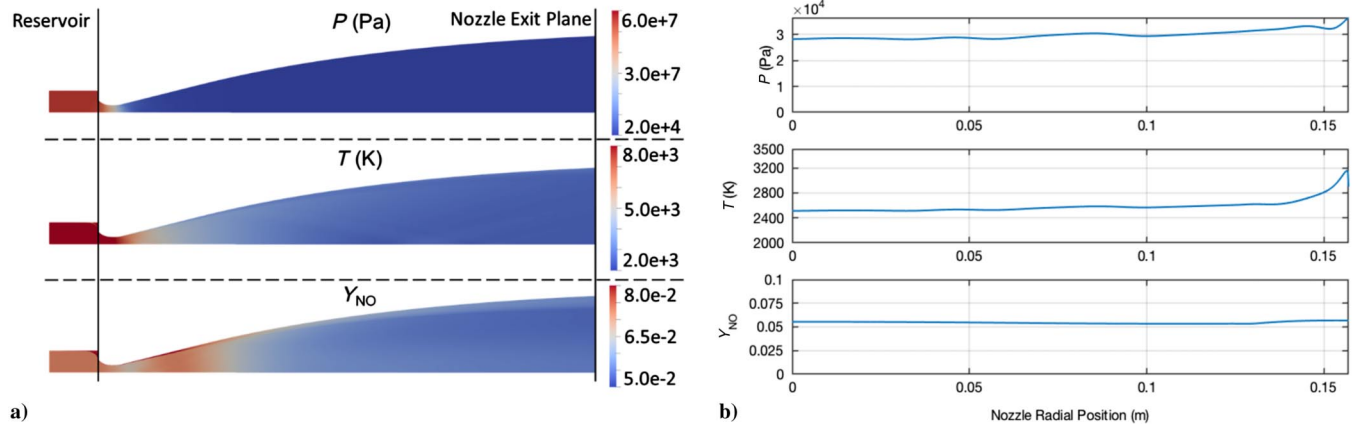 Reservoir
P (Pa)
Nozzle Exit Plane
6.0e+7
3.0e+7
2.0e+4
T (K)
8.0e+3
5.0e+3
2.0e+3
Y_NO
8.0e-2
6.5e-2
5.0e-2
a)
×10⁴
3
2
1
0
P (Pa)
0
0.05
0.1
0.15
3500
3200
2800
2400
2000
T (K)
0
0.05
0.1
0.15
0.1
0.075
0.05
0.025
0
Y_NO
0
0.05
0.1
0.15
Nozzle Radial Position (m)
b)